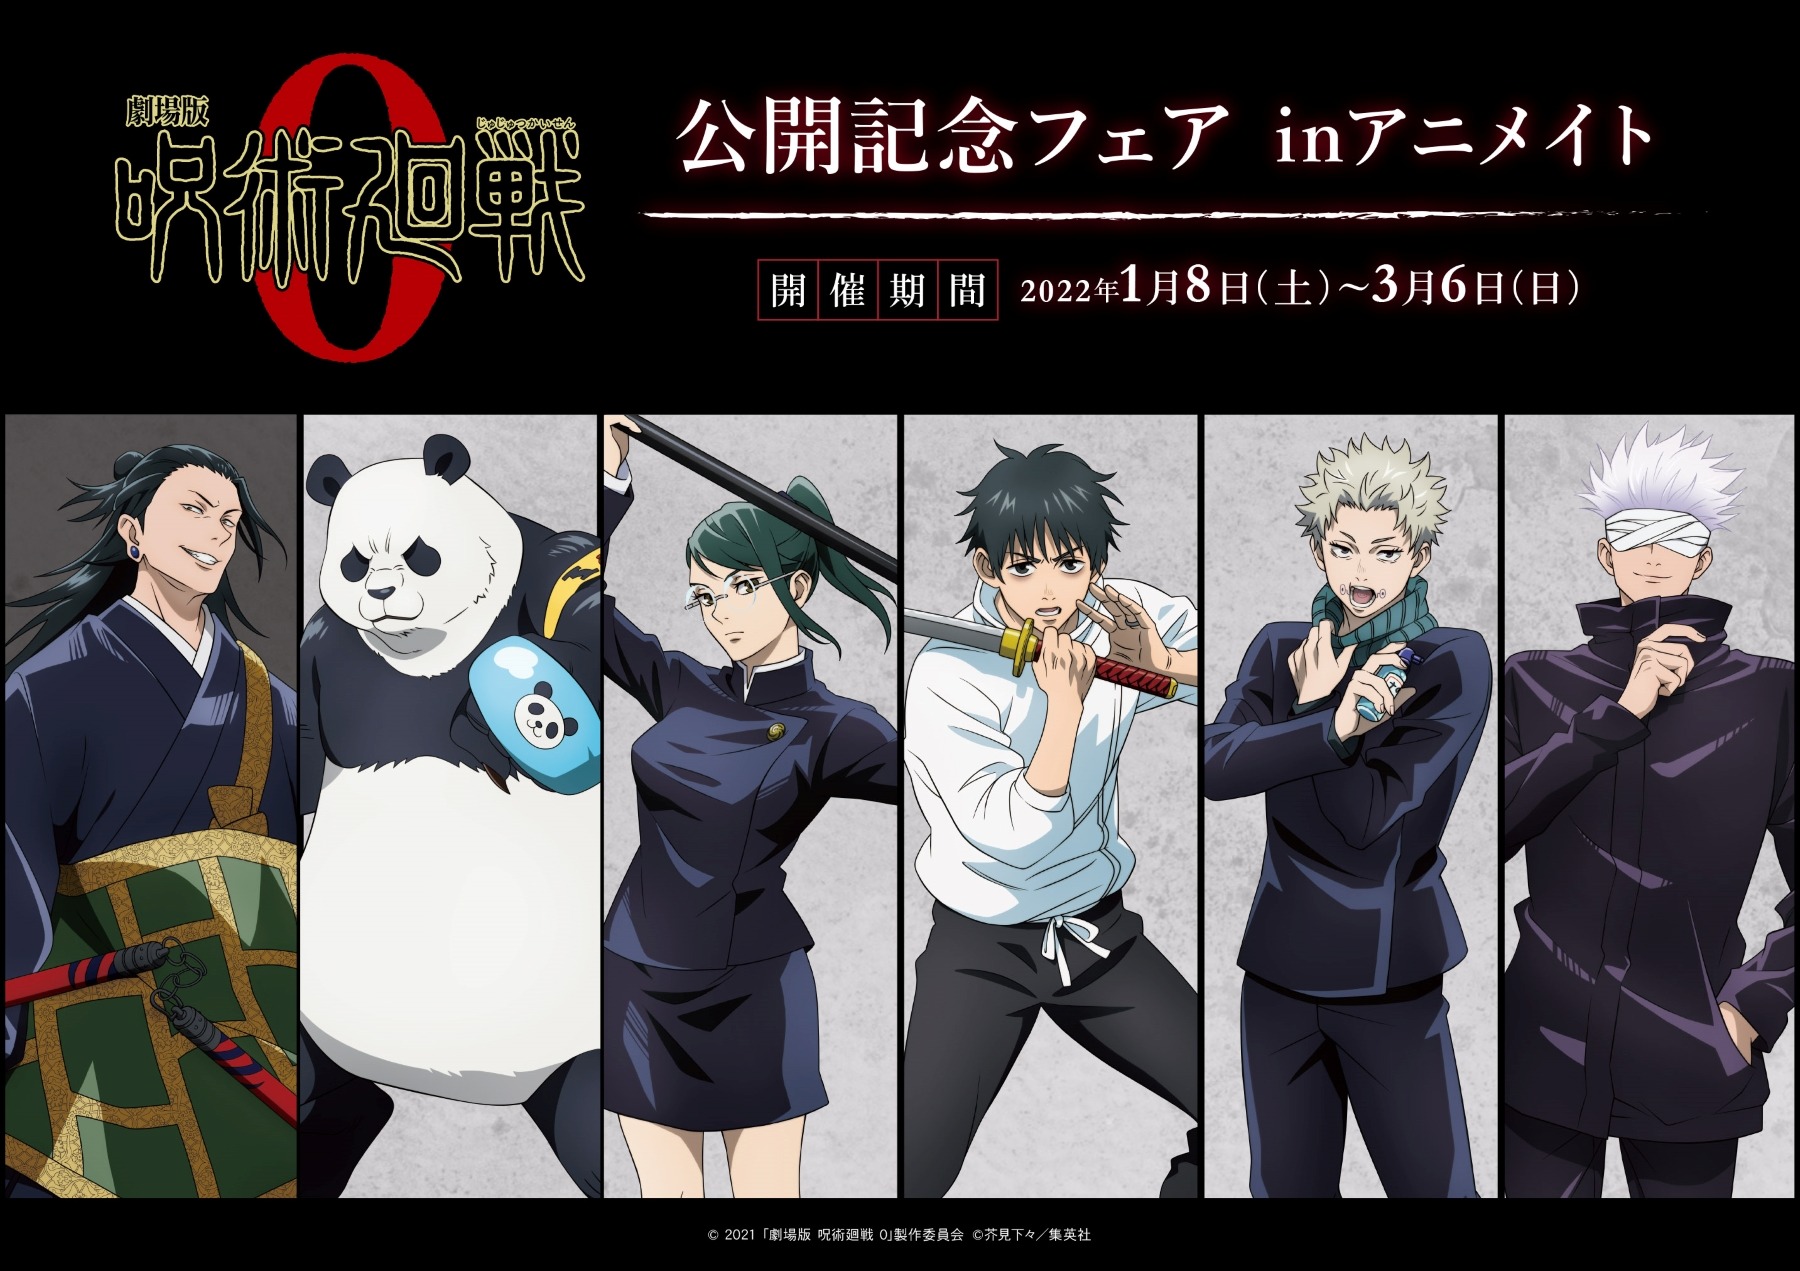 劇場版
じゅじゅつかいせん
呪術廻戦
0
公開記念フェア inアニメイト
開催期間 2022年1月8日(土)～3月6日(日)
© 2021 「劇場版 呪術廻戦 0」製作委員会 ©芥見下々／集英社